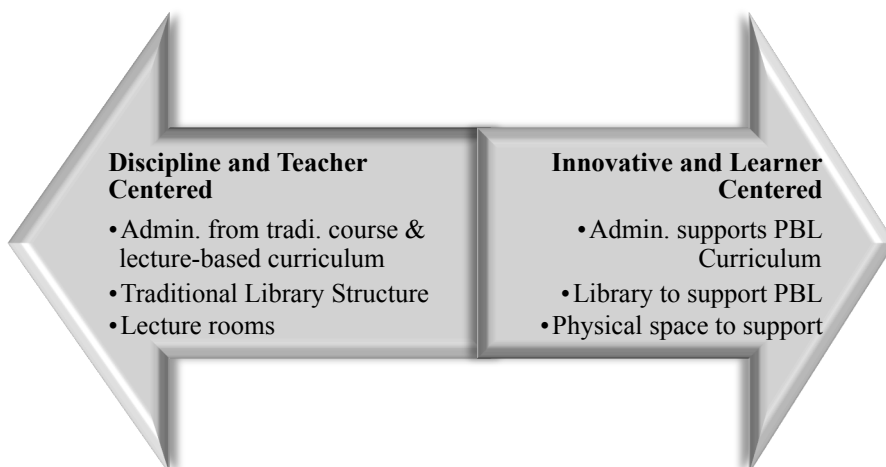 Discipline and Teacher
Centered
•Admin. from tradi. course &
lecture-based curriculum
•Traditional Library Structure
•Lecture rooms
Innovative and Learner
Centered
•Admin. supports PBL
Curriculum
•Library to support PBL
•Physical space to support